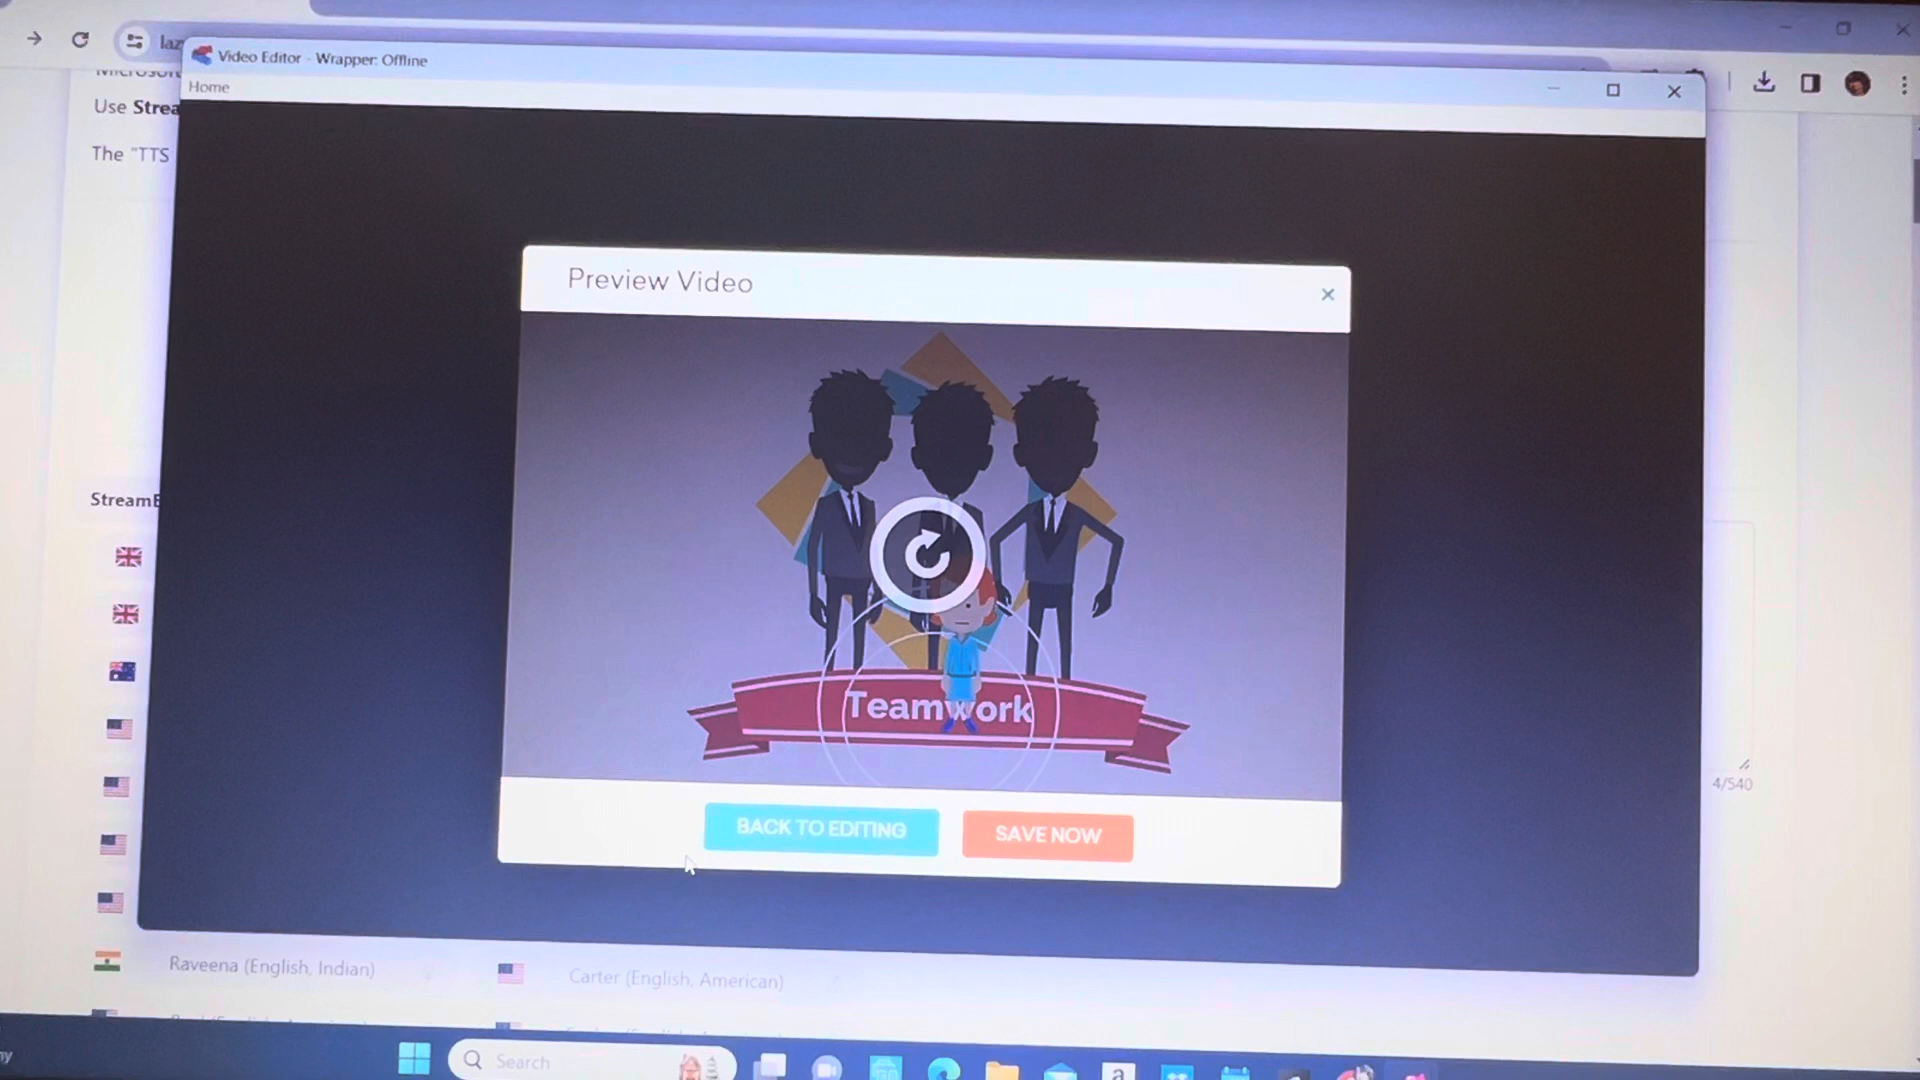 Video Editor - Wrapper: Offline
Home
Use Strea
The "TTS
Preview Video
StreamE
Teamwork
4/540
BACK TO EDITING
SAVE NOW
Raveena (English, Indian)
Carter (English, American)
Search